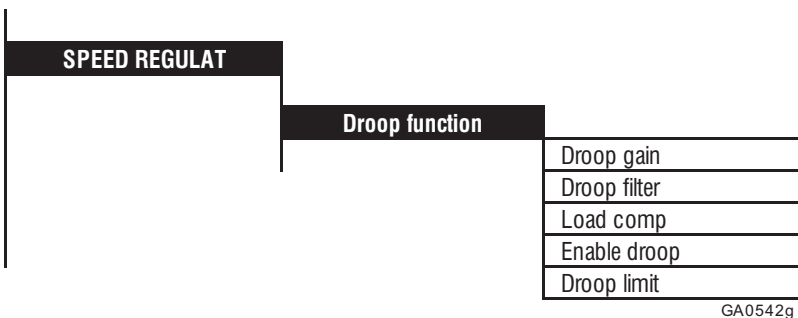 SPEED REGULAT
Droop function
Droop gain
Droop filter
Load comp
Enable droop
Droop limit
GA0542g